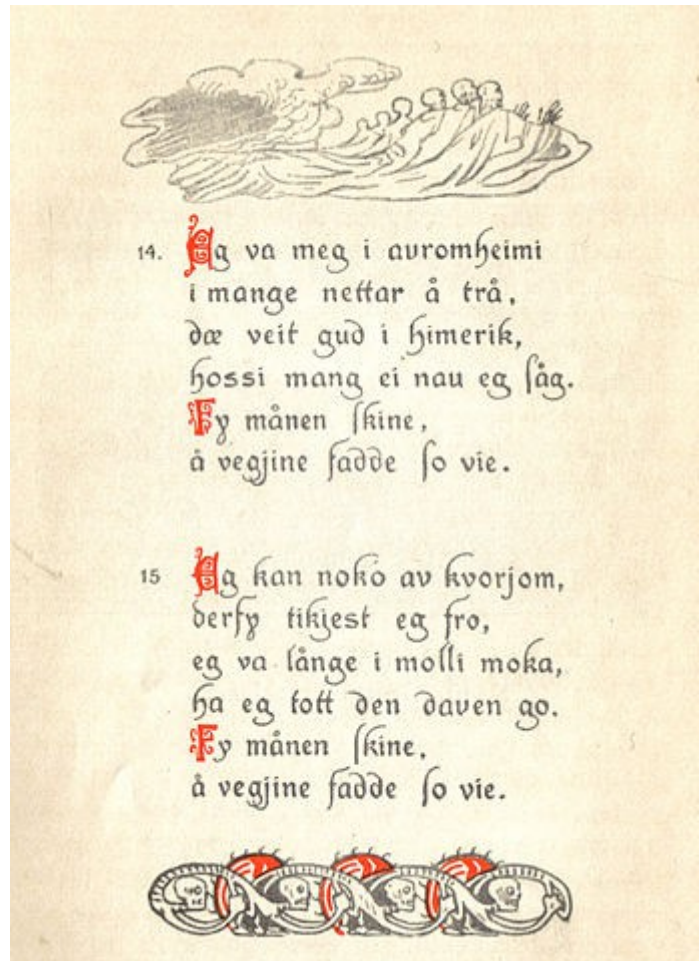 14. Eg va meg i auromheimi
i mange nettar å trå,
dæ veit gud i himerik,
hossi mang ei nau eg ſåg.
Fy månen ſkine,
å vegjine fadde ſo vie.
15 Eg kan noko av kvorjom,
derfy tikjest eg fro,
eg va långe i molli moka,
ha eg tott den daven go.
Fy månen ſkine,
å vegjine fadde ſo vie.